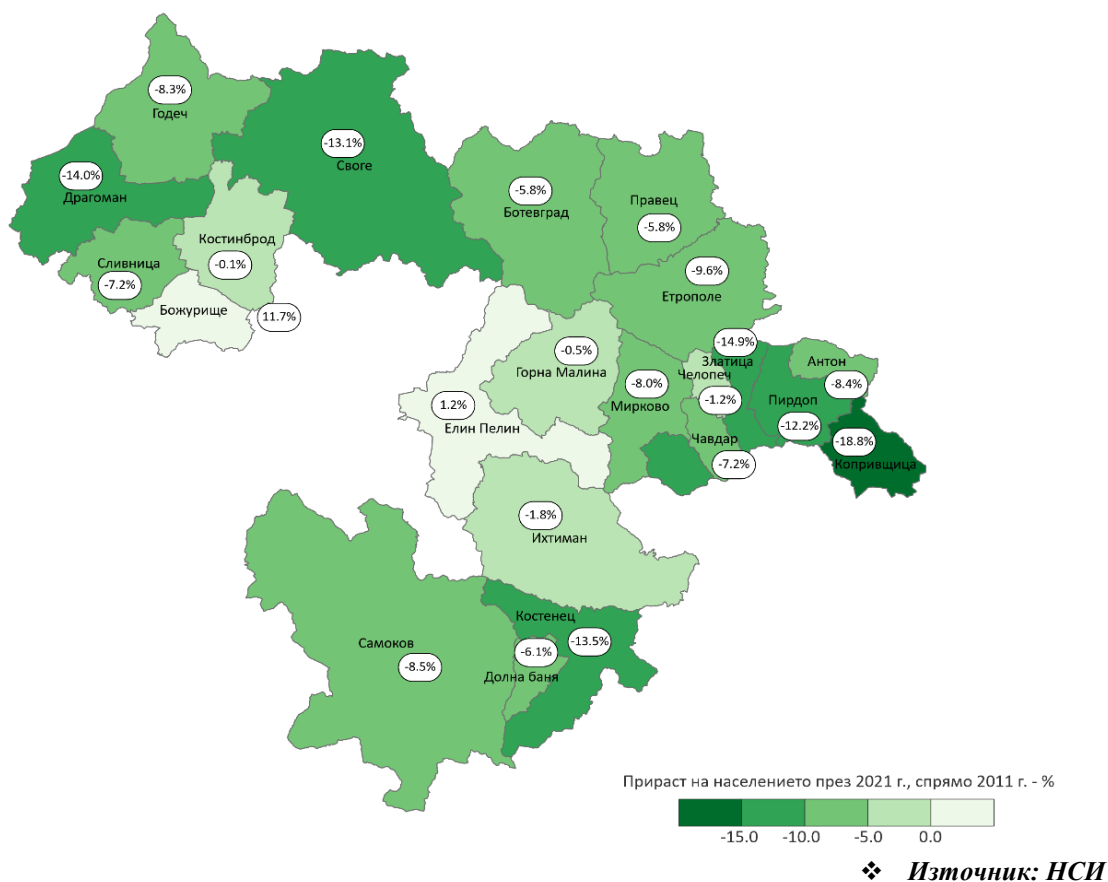 -8.3%
Годеч
-13.1%
Своге
-14.0%
Драгоман
-5.8%
Ботевград
Правец
-5.8%
Костинброд
-0.1%
Сливница
-7.2%
Божурище
11.7%
-9.6%
Етрополе
-14.9%
Златица
Челопеч
-1.2%
Антон
-8.4%
-0.5%
Горна Малина
-8.0%
Мирково
Пирдоп
-12.2%
1.2%
Елин Пелин
Чавдар
-7.2%
-18.8%
Копривщица
-1.8%
Ихтиман
Костенец
-13.5%
-6.1%
Долна баня
Самоков
-8.5%
Прираст на населението през 2021 г., спрямо 2011 г. - %
-15.0 -10.0 -5.0 0.0
❖ Източник: НСИ